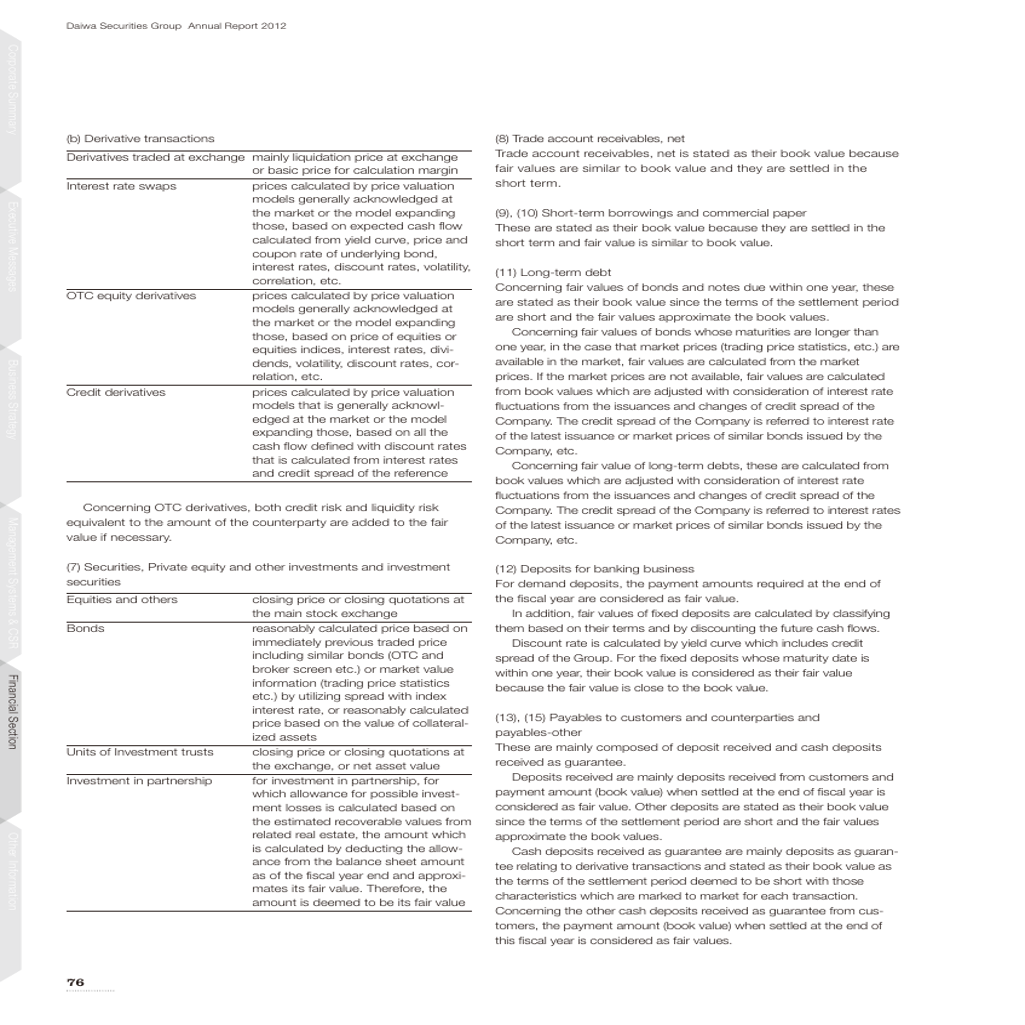 Daiwa Securities Group Annual Report 2012
Corporate Summary
Executive Messages
Business Strategy
Management Systems & CSR
Financial Section
Other Information
(b) Derivative transactions
Derivatives traded at exchange mainly liquidation price at exchange
or basic price for calculation margin
Interest rate swaps prices calculated by price valuation
models generally acknowledged at
the market or the model expanding
those, based on expected cash flow
calculated from yield curve, price and
coupon rate of underlying bond,
interest rates, discount rates, volatility,
correlation, etc.
OTC equity derivatives prices calculated by price valuation
models generally acknowledged at
the market or the model expanding
those, based on price of equities or
equities indices, interest rates, divi-
dends, volatility, discount rates, cor-
relation, etc.
Credit derivatives prices calculated by price valuation
models that is generally acknowl-
edged at the market or the model
expanding those, based on all the
cash flow defined with discount rates
that is calculated from interest rates
and credit spread of the reference
Concerning OTC derivatives, both credit risk and liquidity risk
equivalent to the amount of the counterparty are added to the fair
value if necessary.
(7) Securities, Private equity and other investments and investment
securities
Equities and others closing price or closing quotations at
the main stock exchange
Bonds reasonably calculated price based on
immediately previous traded price
including similar bonds (OTC and
broker screen etc.) or market value
information (trading price statistics
etc.) by utilizing spread with index
interest rate, or reasonably calculated
price based on the value of collateral-
ized assets
Units of Investment trusts closing price or closing quotations at
the exchange, or net asset value
Investment in partnership for investment in partnership, for
which allowance for possible invest-
ment losses is calculated based on
the estimated recoverable values from
related real estate, the amount which
is calculated by deducting the allow-
ance from the balance sheet amount
as of the fiscal year end and approxi-
mates its fair value. Therefore, the
amount is deemed to be its fair value
(8) Trade account receivables, net
Trade account receivables, net is stated as their book value because
fair values are similar to book value and they are settled in the
short term.
(9), (10) Short-term borrowings and commercial paper
These are stated as their book value because they are settled in the
short term and fair value is similar to book value.
(11) Long-term debt
Concerning fair values of bonds and notes due within one year, these
are stated as their book value since the terms of the settlement period
are short and the fair values approximate the book values.
Concerning fair values of bonds whose maturities are longer than
one year, in the case that market prices (trading price statistics, etc.) are
available in the market, fair values are calculated from the market
prices. If the market prices are not available, fair values are calculated
from book values which are adjusted with consideration of interest rate
fluctuations from the issuances and changes of credit spread of the
Company. The credit spread of the Company is referred to interest rate
of the latest issuance or market prices of similar bonds issued by the
Company, etc.
Concerning fair value of long-term debts, these are calculated from
book values which are adjusted with consideration of interest rate
fluctuations from the issuances and changes of credit spread of the
Company. The credit spread of the Company is referred to interest rates
of the latest issuance or market prices of similar bonds issued by the
Company, etc.
(12) Deposits for banking business
For demand deposits, the payment amounts required at the end of
the fiscal year are considered as fair value.
In addition, fair values of fixed deposits are calculated by classifying
them based on their terms and by discounting the future cash flows.
Discount rate is calculated by yield curve which includes credit
spread of the Group. For the fixed deposits whose maturity date is
within one year, their book value is considered as their fair value
because the fair value is close to the book value.
(13), (15) Payables to customers and counterparties and
payables-other
These are mainly composed of deposit received and cash deposits
received as guarantee.
Deposits received are mainly deposits received from customers and
payment amount (book value) when settled at the end of fiscal year is
considered as fair value. Other deposits are stated as their book value
since the terms of the settlement period are short and the fair values
approximate the book values.
Cash deposits received as guarantee are mainly deposits as guaran-
tee relating to derivative transactions and stated as their book value as
the terms of the settlement period deemed to be short with those
characteristics which are marked to market for each transaction.
Concerning the other cash deposits received as guarantee from cus-
tomers, the payment amount (book value) when settled at the end of
this fiscal year is considered as fair values.
76